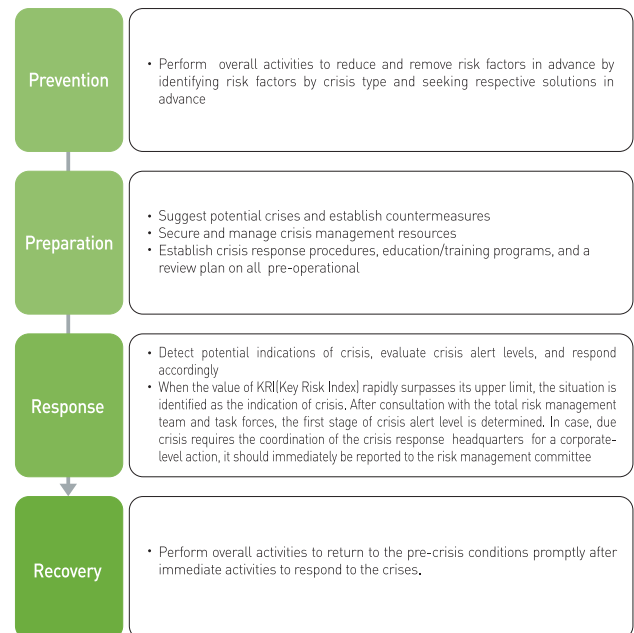 Prevention
• Perform overall activities to reduce and remove risk factors in advance by
identifying risk factors by crisis type and seeking respective solutions in
advance
Preparation
• Suggest potential crises and establish countermeasures
• Secure and manage crisis management resources
• Establish crisis response procedures, education/training programs, and a
review plan on all pre-operational
Response
• Detect potential indications of crisis, evaluate crisis alert levels, and respond
accordingly
• When the value of KRI(Key Risk Index) rapidly surpasses its upper limit, the situation is
identified as the indication of crisis. After consultation with the total risk management
team and task forces, the first stage of crisis alert level is determined. In case, due
crisis requires the coordination of the crisis response headquarters for a corporate-
level action, it should immediately be reported to the risk management committee
Recovery
• Perform overall activities to return to the pre-crisis conditions promptly after
immediate activities to respond to the crises.